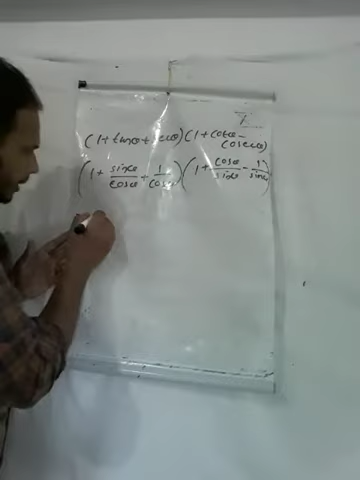 (1+tanθ+secθ)(1+cotθ-
cosecθ)
(1+ sinθ/cosθ + 1/cosθ)(1+ cosθ/sinθ - 1/sinθ)